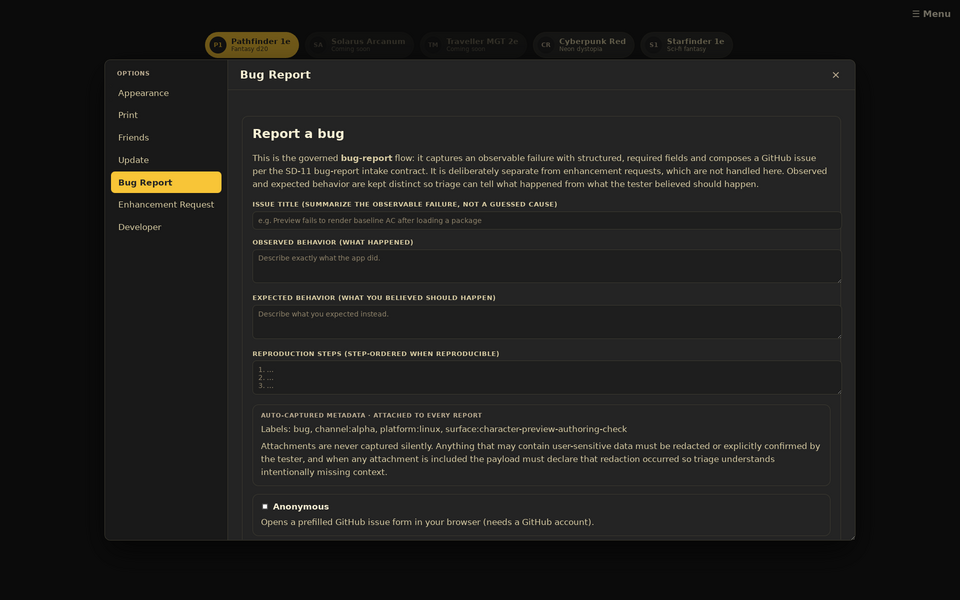 ☰ Menu
P1 Pathfinder 1e
Fantasy d20
SA Solarus Arcanum
Coming soon
TM Traveller MGT 2e
Coming soon
CR Cyberpunk Red
Neon dystopia
S1 Starfinder 1e
Sci-fi fantasy
OPTIONS
Appearance
Print
Friends
Update
Bug Report
Enhancement Request
Developer
Bug Report
×
Report a bug
This is the governed bug-report flow: it captures an observable failure with structured, required fields and composes a GitHub issue
per the SD-11 bug-report intake contract. It is deliberately separate from enhancement requests, which are not handled here. Observed
and expected behavior are kept distinct so triage can tell what happened from what the tester believed should happen.
ISSUE TITLE (SUMMARIZE THE OBSERVABLE FAILURE, NOT A GUESSED CAUSE)
e.g. Preview fails to render baseline AC after loading a package
OBSERVED BEHAVIOR (WHAT HAPPENED)
Describe exactly what the app did.
EXPECTED BEHAVIOR (WHAT YOU BELIEVED SHOULD HAPPEN)
Describe what you expected instead.
REPRODUCTION STEPS (STEP-ORDERED WHEN REPRODUCIBLE)
1. ...
2. ...
3. ...
AUTO-CAPTURED METADATA · ATTACHED TO EVERY REPORT
Labels: bug, channel:alpha, platform:linux, surface:character-preview-authoring-check
Attachments are never captured silently. Anything that may contain user-sensitive data must be redacted or explicitly confirmed by
the tester, and when any attachment is included the payload must declare that redaction occurred so triage understands
intentionally missing context.
Anonymous
Opens a prefilled GitHub issue form in your browser (needs a GitHub account).